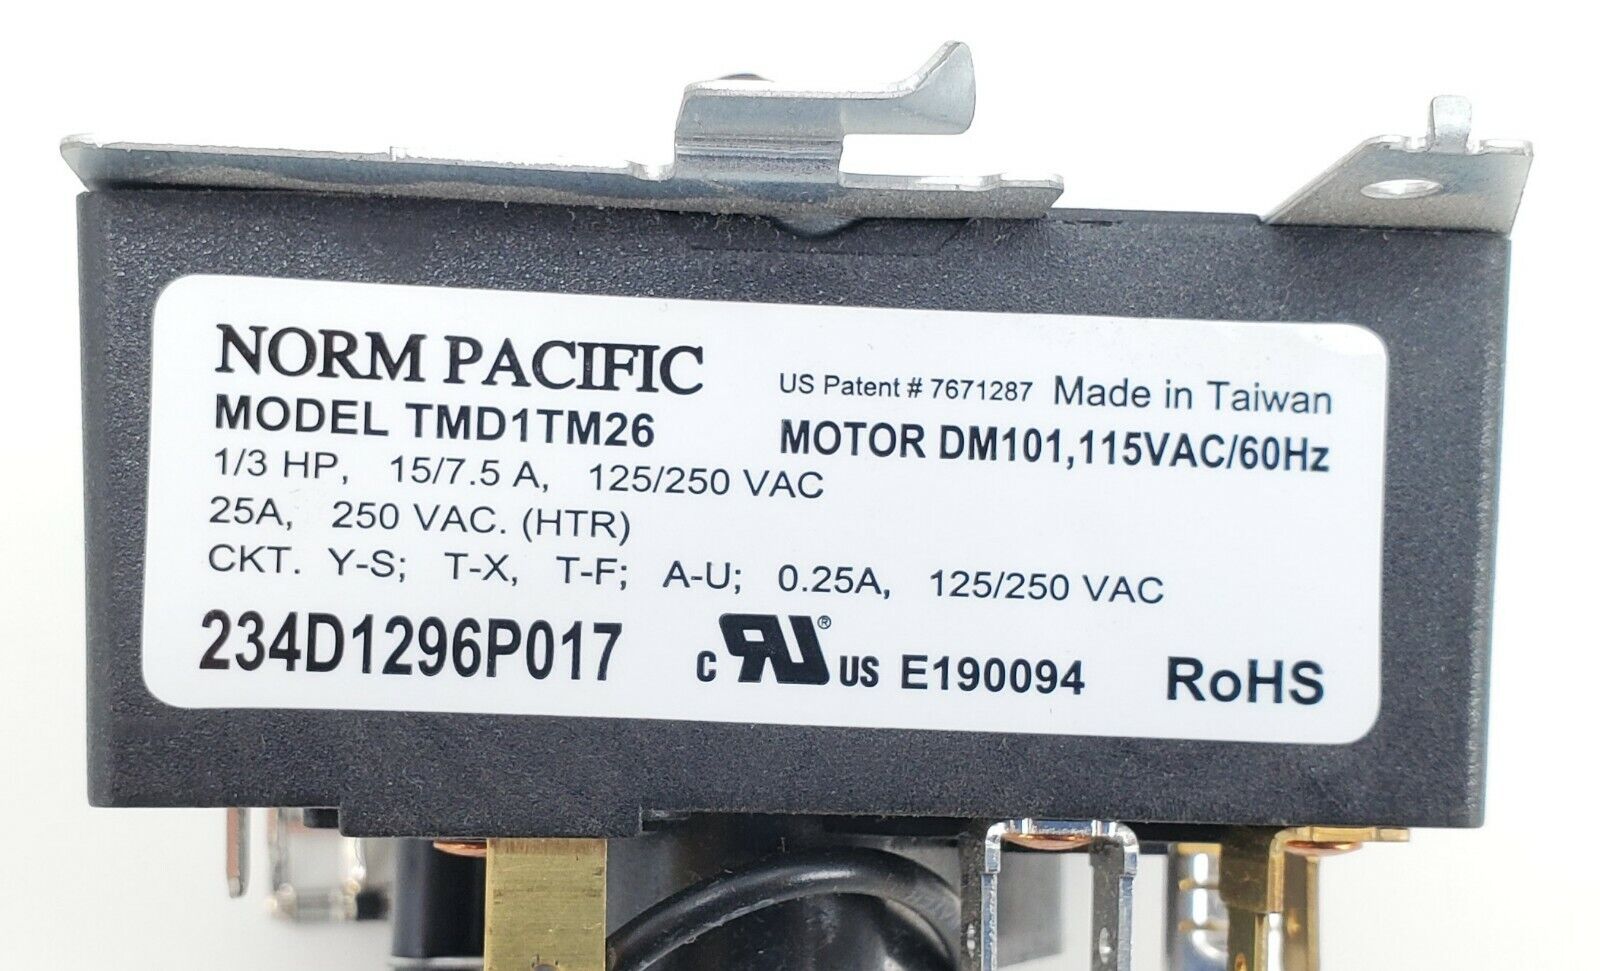 NORM PACIFIC
US Patent # 7671287 Made in Taiwan
MODEL TMD1TM26
MOTOR DM101,115VAC/60Hz
1/3 HP, 15/7.5 A, 125/250 VAC
25A, 250 VAC. (HTR)
CKT. Y-S; T-X, T-F; A-U; 0.25A, 125/250 VAC
234D1296P017
c RU® US E190094
RoHS